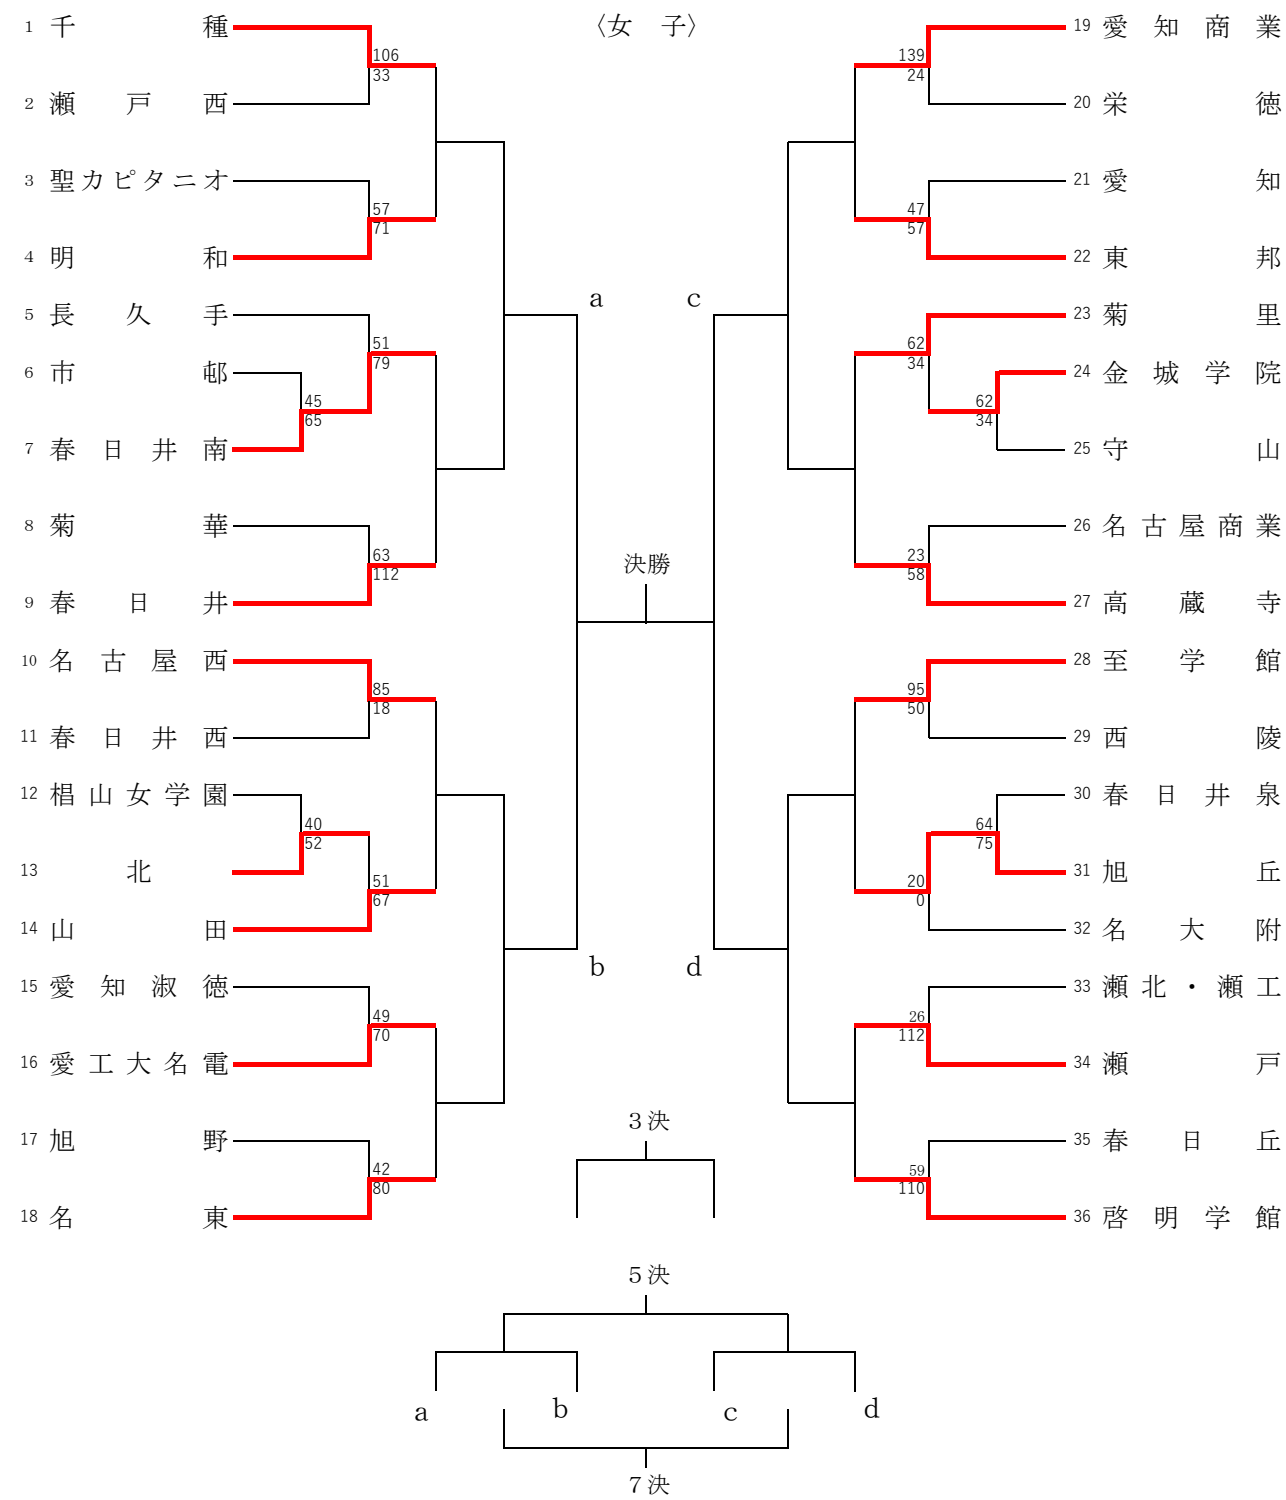 〈女　子〉
1 千種
106
33
2 瀬戸西
3 聖カピタニオ
57
71
4 明和
5 長久手
51
79
6 市邨
45
65
7 春日井南
8 菊華
63
112
9 春日井
10 名古屋西
85
18
11 春日井西
12 椙山女学園
40
52
13 北
51
67
14 山田
15 愛知淑徳
49
70
16 愛工大名電
17 旭野
42
80
18 名東
a
b
c
d
決勝
3決
19 愛知商業
139
24
20 栄徳
21 愛知
47
57
22 東邦
23 菊里
62
34
24 金城学院
62
34
25 守山
26 名古屋商業
23
58
27 高蔵寺
28 至学館
95
50
29 西陵
30 春日井泉
64
75
31 旭丘
20
0
32 名大附
33 瀬北・瀬工
26
112
34 瀬戸
35 春日丘
59
110
36 啓明学館
5決
a
b
c
d
7決